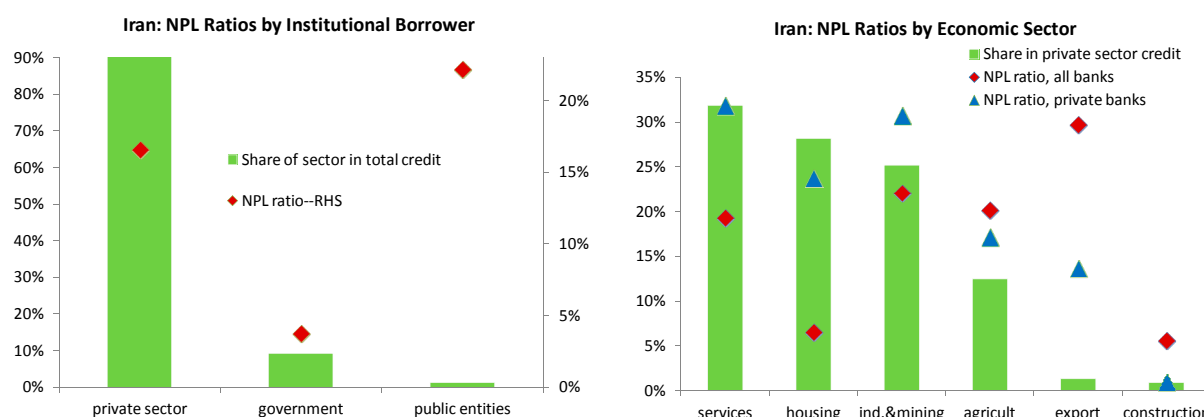 Iran: NPL Ratios by Institutional Borrower
90%
80%
70%
60%
50%
40%
30%
20%
10%
0%
20%
15%
10%
5%
0%
Share of sector in total credit
NPL ratio--RHS
private sector government public entities
Iran: NPL Ratios by Economic Sector
Share in private sector credit
NPL ratio, all banks
NPL ratio, private banks
35%
30%
25%
20%
15%
10%
5%
0%
services housing ind.&mining agricult export construction